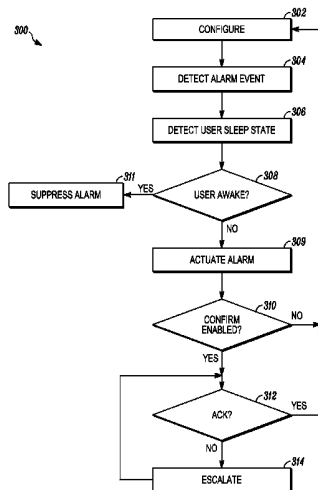 300
302
CONFIGURE
304
DETECT ALARM EVENT
306
DETECT USER SLEEP STATE
308
USER AWAKE?
YES
311
SUPPRESS ALARM
NO
309
ACTUATE ALARM
310
CONFIRM
ENABLED?
NO
YES
312
ACK?
YES
NO
314
ESCALATE